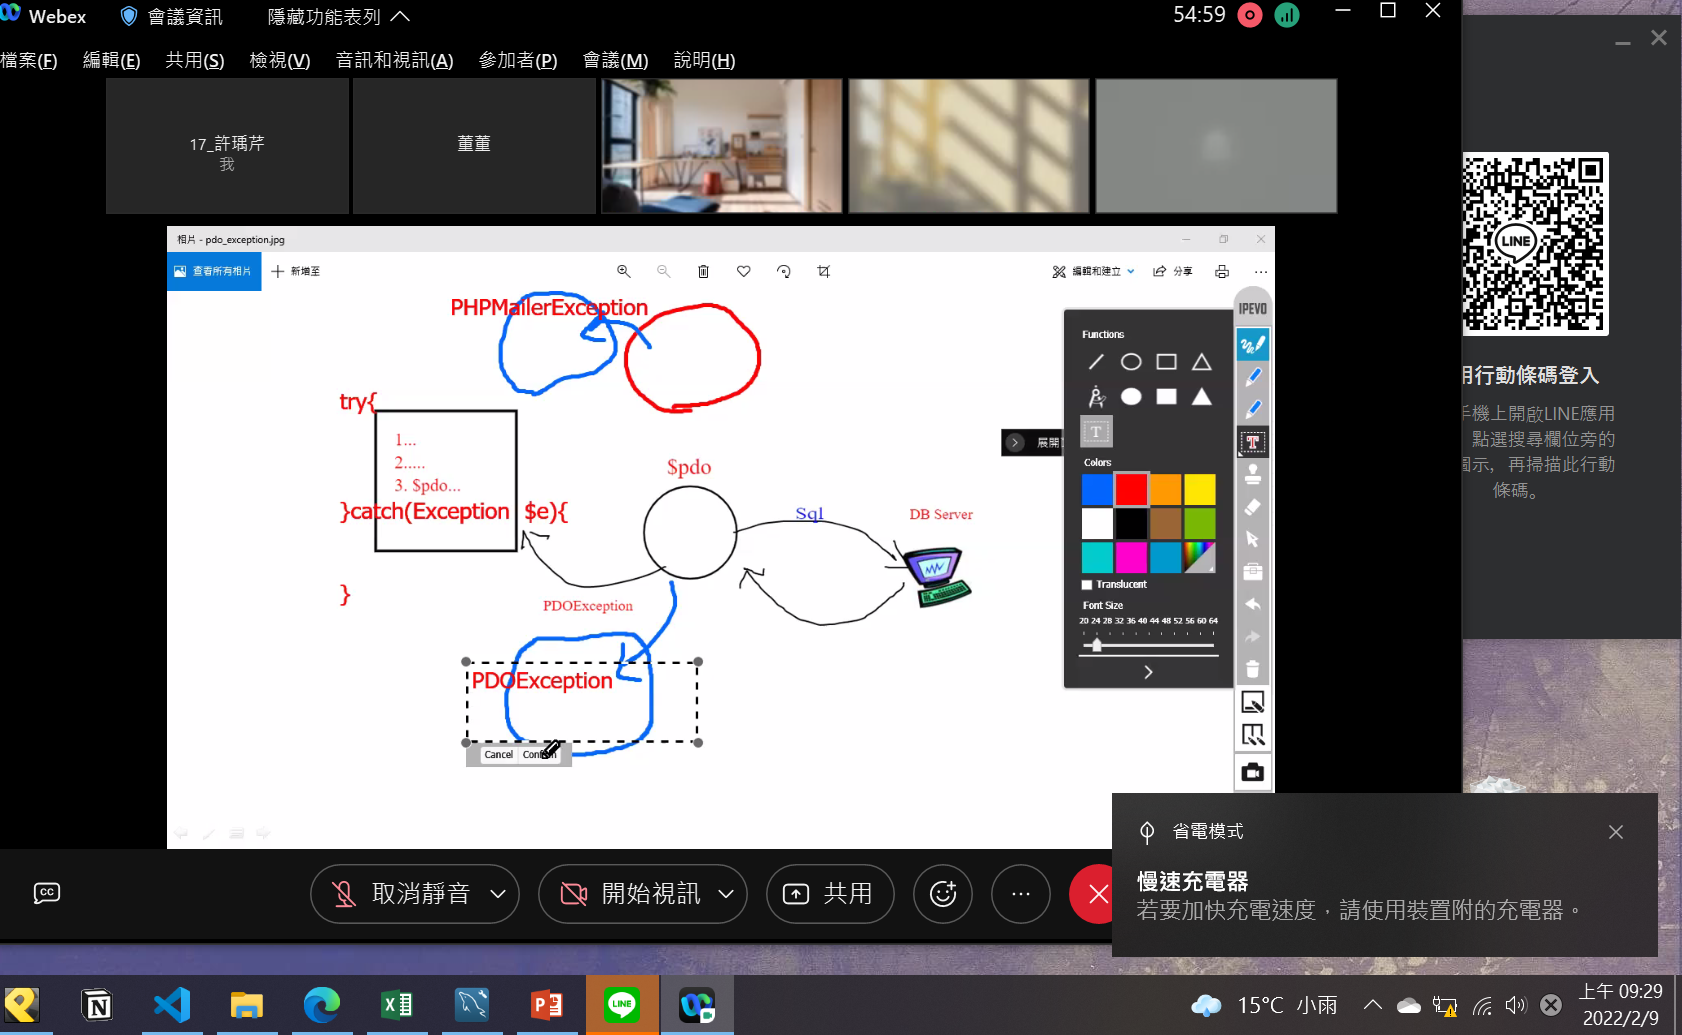 Webex
會議資訊
隱藏功能表列
54:59
檔案(F)
編輯(E)
共用(S)
檢視(V)
音訊和視訊(A)
參加者(P)
會議(M)
說明(H)
17_許瑀芹
我
董董
相片 - pdo_exception.jpg
查看所有相片
新增至
編輯和建立
分享
PHPMailerException
try{
1...
2.....
3. $pdo...
}catch(Exception $e){
}
$pdo
Sql
DB Server
PDOException
PDOException
Cancel
展開
IPEVO
Functions
T
Colors
Translucent
Font Size
20 24 28 32 36 40 44 48 52 56 60 64
T
LINE
用行動條碼登入
手機上開啟LINE應用
點選搜尋欄位旁的
圖示，再掃描此行動
條碼。
CC
取消靜音
開始視訊
共用
省電模式
慢速充電器
若要加快充電速度，請使用裝置附的充電器。
LINE
15°C 小雨
上午 09:29
2022/2/9